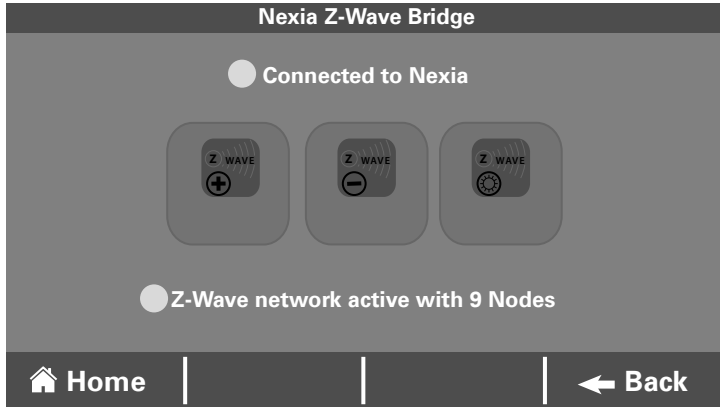 Nexia Z-Wave Bridge
Connected to Nexia
Z WAVE Z WAVE Z WAVE
Z-Wave network active with 9 Nodes
Home Back